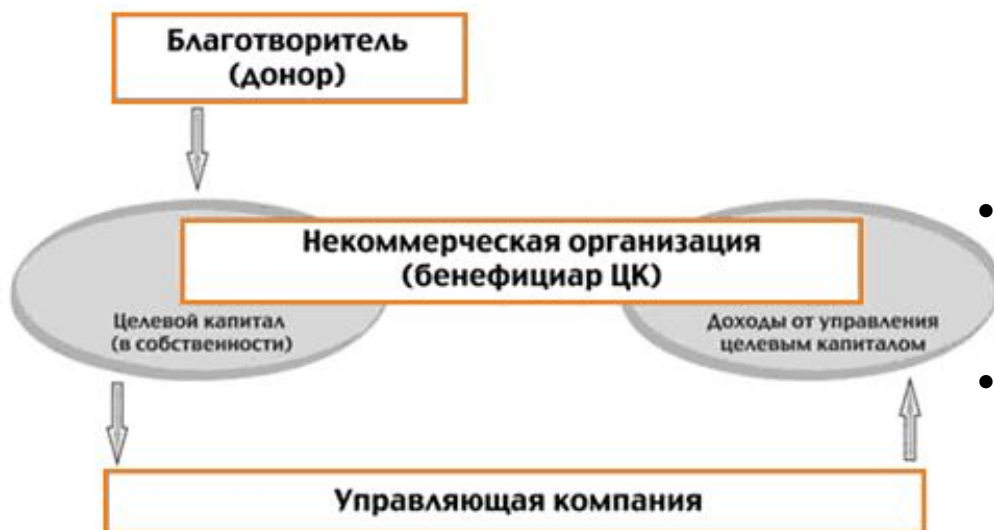 Благотворитель
(донор)
Некоммерческая организация
(бенефициар ЦК)
Целевой капитал
(в собственности)
Доходы от управления
целевым капиталом
Управляющая компания